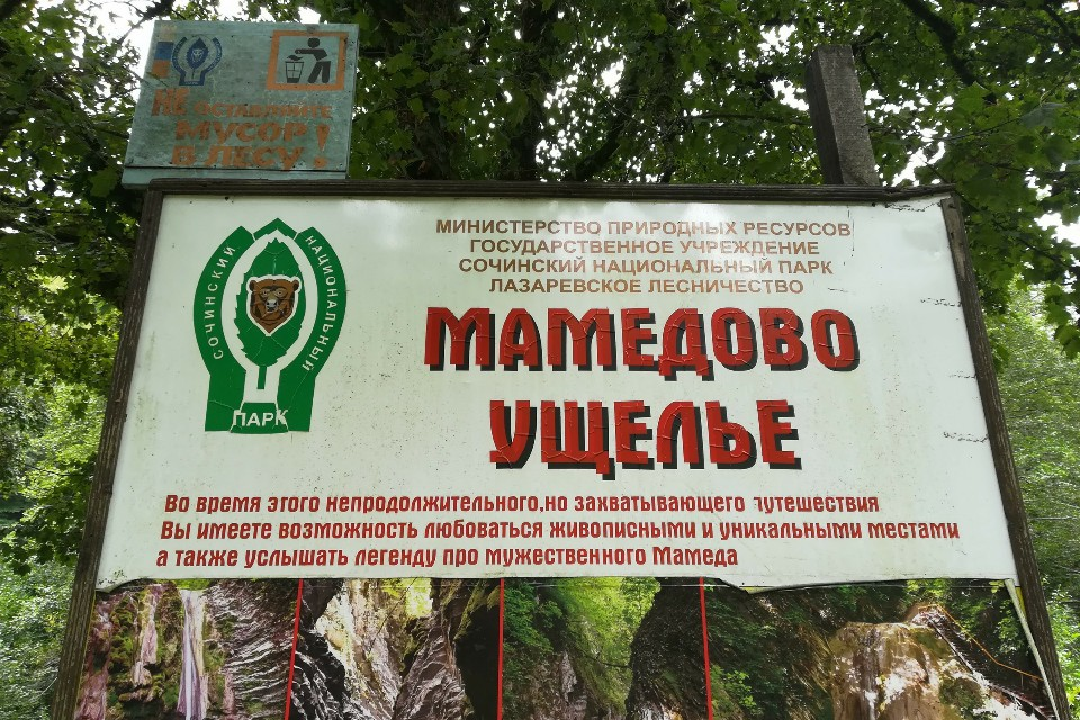 НЕ ОСТАВЛЯЙТЕ
МУСОР
В ЛЕСУ!
СОЧИНСКИЙ НАЦИОНАЛЬНЫЙ
ПАРК
МИНИСТЕРСТВО ПРИРОДНЫХ РЕСУРСОВ
ГОСУДАРСТВЕННОЕ УЧРЕЖДЕНИЕ
СОЧИНСКИЙ НАЦИОНАЛЬНЫЙ ПАРК
ЛАЗАРЕВСКОЕ ЛЕСНИЧЕСТВО
МАМЕДОВО
УЩЕЛЬЕ
Во время этого непродолжительного, но захватывающего путешествия
Вы имеете возможность любоваться живописными и уникальными местами
а также услышать легенду про мужественного Мамеда